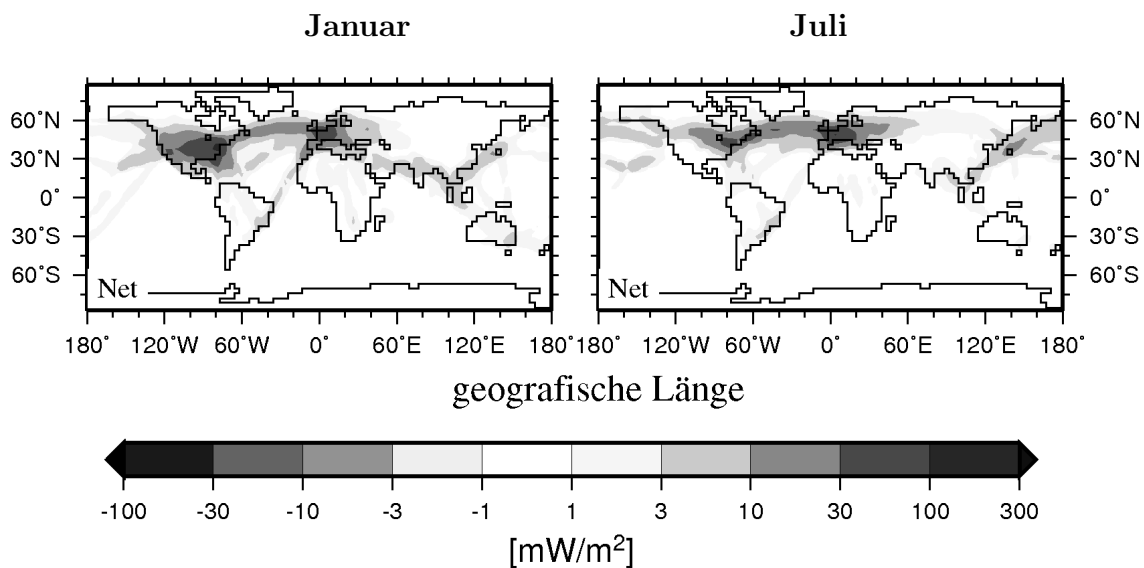 Januar Juli
60˚N 60˚N
30˚N 30˚N
0˚ 0˚
30˚S 30˚S
60˚S 60˚S
Net Net
180˚ 120˚W 60˚W 0˚ 60˚E 120˚E 180˚ 180˚ 120˚W 60˚W 0˚ 60˚E 120˚E 180˚
geografische Länge
-100 -30 -10 -3 -1 1 3 10 30 100 300
[mW/m²]